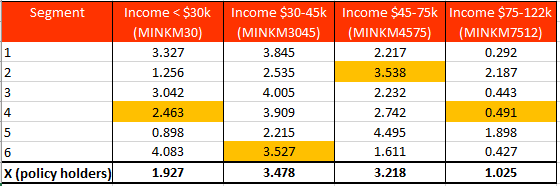 Segment Income < $30k Income $30-45k Income $45-75k Income $75-122k
(MINKM30) (MINKM3045) (MINKM4575) (MINKM7512)
1 3.327 3.845 2.217 0.292
2 1.256 2.535 3.538 2.187
3 3.042 4.005 2.232 0.443
4 2.463 3.909 2.742 0.491
5 0.898 2.215 4.495 1.898
6 4.083 3.527 1.611 0.427
X (policy holders) 1.927 3.478 3.218 1.025